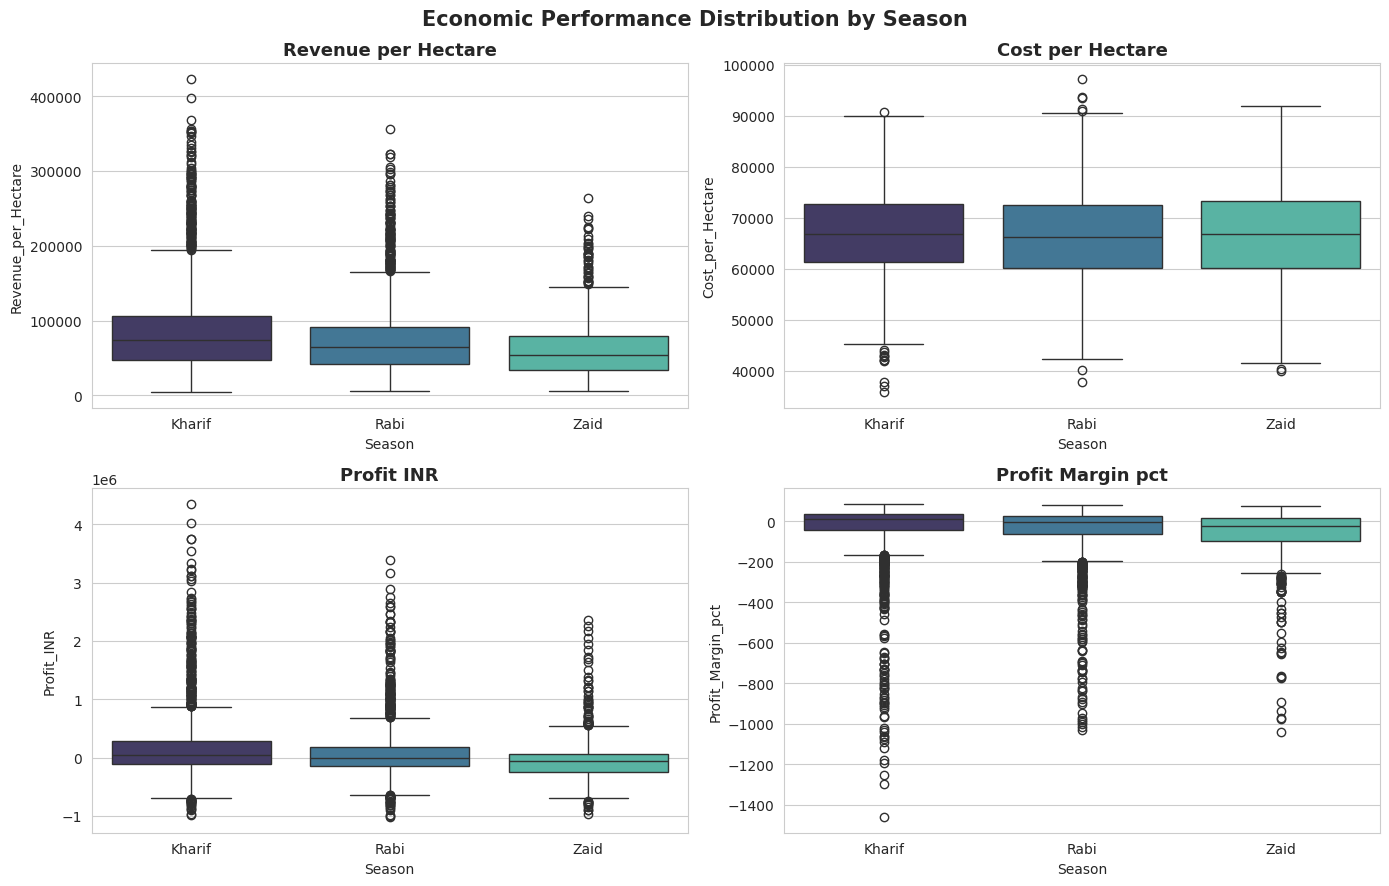 Economic Performance Distribution by Season
Revenue per Hectare
Revenue_per_Hectare
400000
300000
200000
100000
0
Kharif Rabi Zaid
Season
Cost per Hectare
Cost_per_Hectare
100000
90000
80000
70000
60000
50000
40000
Kharif Rabi Zaid
Season
Profit INR
1e6
Profit_INR
4
3
2
1
0
−1
Kharif Rabi Zaid
Season
Profit Margin pct
Profit_Margin_pct
0
−200
−400
−600
−800
−1000
−1200
−1400
Kharif Rabi Zaid
Season